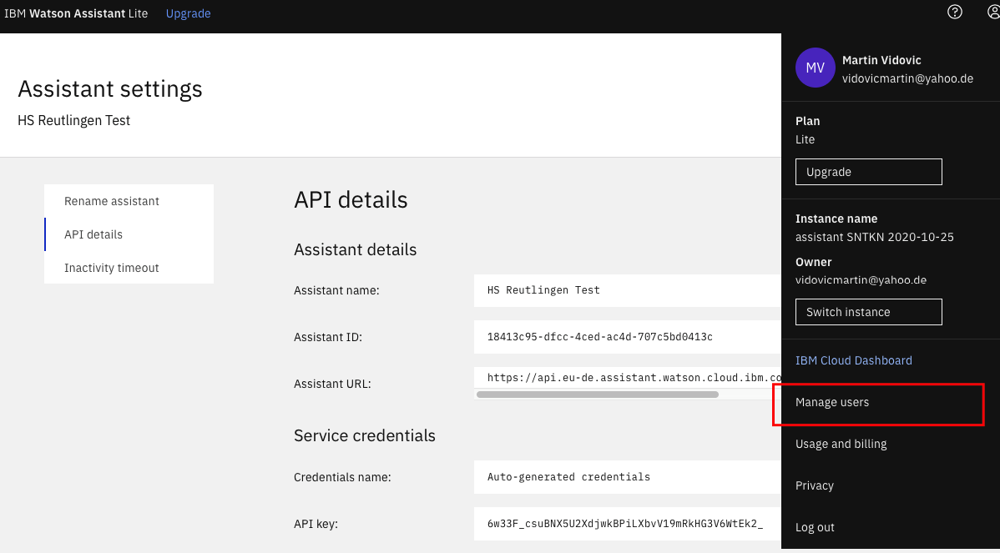 IBM Watson Assistant Lite Upgrade
Assistant settings
HS Reutlingen Test
Rename assistant
API details
Inactivity timeout
API details
Assistant details
Assistant name: HS Reutlingen Test
Assistant ID: 18413c95-dfcc-4ced-ac4d-707c5bd0413c
Assistant URL: https://api.eu-de.assistant.watson.cloud.ibm.co
Service credentials
Credentials name: Auto-generated credentials
API key: 6w33F_csuBNX5U2XdjwkBPiLXbvV19mRkHG3V6WtEk2_
MV
Martin Vidovic
vidovicmartin@yahoo.de
Plan
Lite
Upgrade
Instance name
assistant SNTKN 2020-10-25
Owner
vidovicmartin@yahoo.de
Switch instance
IBM Cloud Dashboard
Manage users
Usage and billing
Privacy
Log out